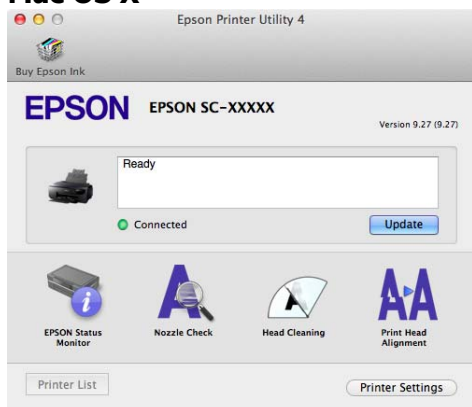 Mac OS X
Epson Printer Utility 4
Buy Epson Ink
EPSON EPSON SC-XXXXX
Version 9.27 (9.27)
Ready
Connected
Update
EPSON Status
Monitor
Nozzle Check
Head Cleaning
Print Head
Alignment
Printer List
Printer Settings